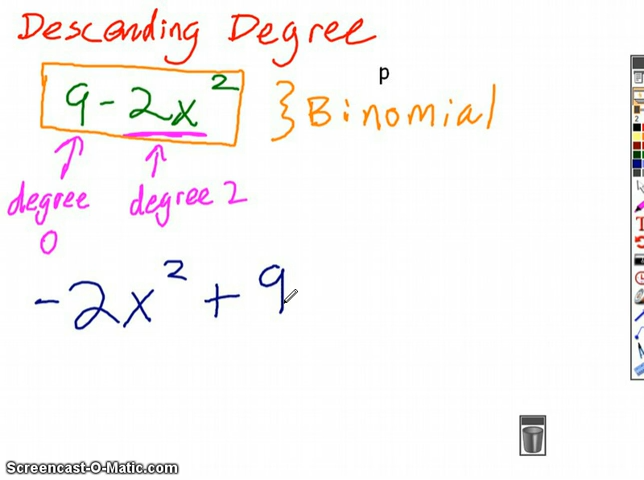 Descending Degree
p
9 - 2x²
} Binomial
degree 0
degree 2
-2x² + 9
Screencast-O-Matic.com